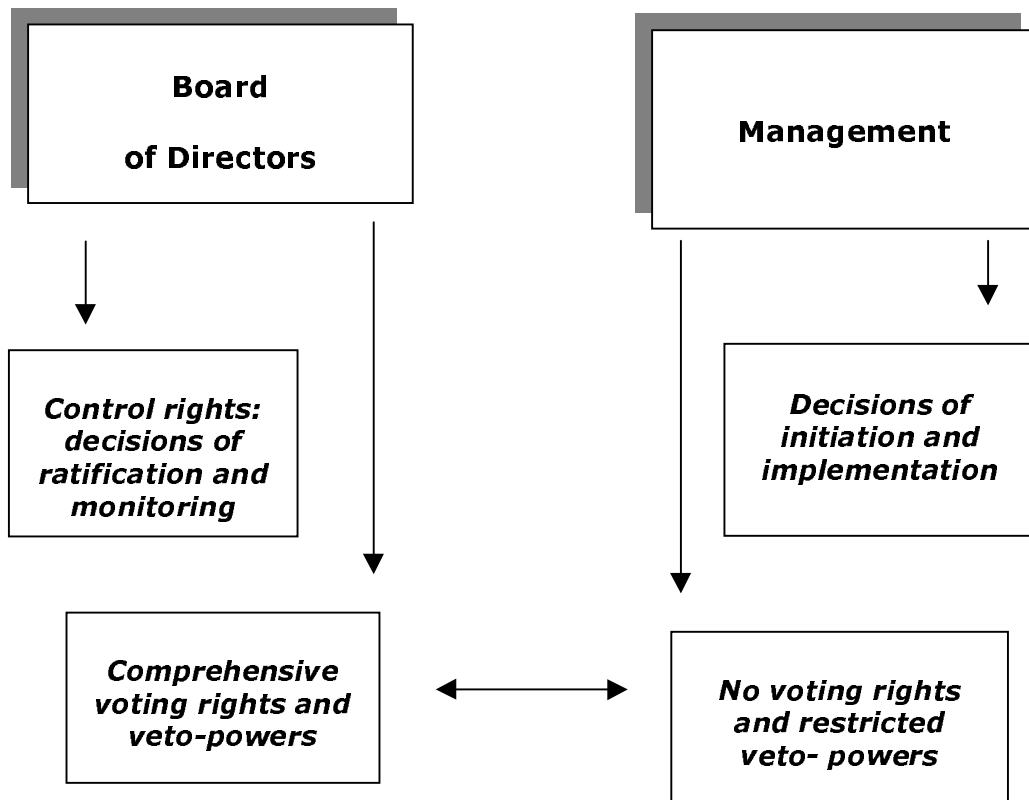 Board
of Directors
Management
Control rights:
decisions of
ratification and
monitoring
Decisions of
initiation and
implementation
Comprehensive
voting rights and
veto-powers
No voting rights
and restricted
veto- powers